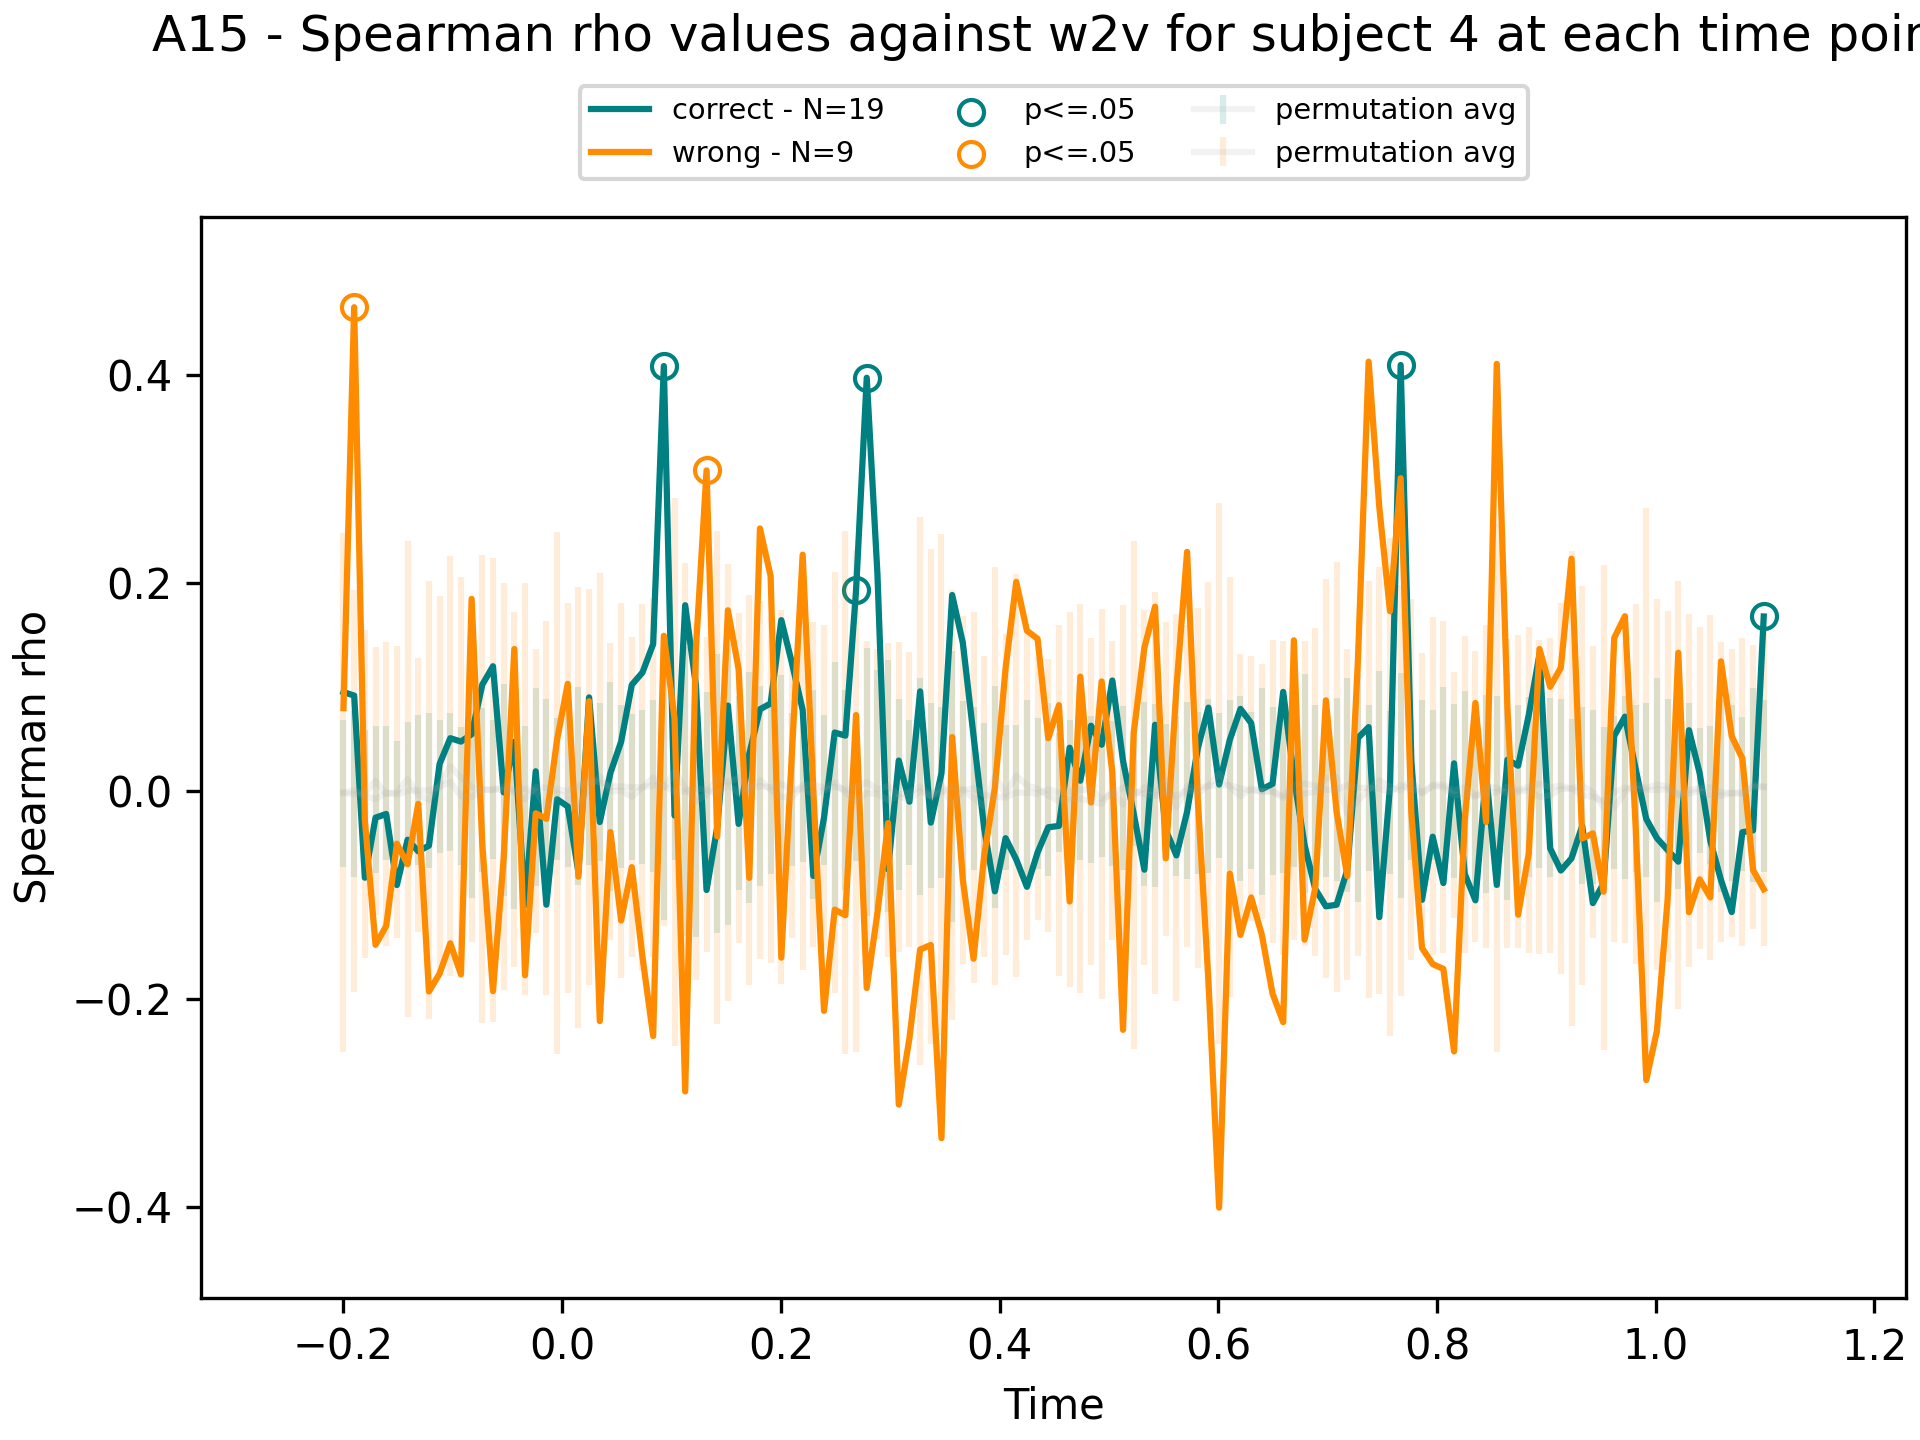 A15 - Spearman rho values against w2v for subject 4 at each time poin
correct - N=19
wrong - N=9
p<=.05
p<=.05
permutation avg
permutation avg
Spearman rho
0.4
0.2
0.0
−0.2
−0.4
−0.2
0.0
0.2
0.4
0.6
0.8
1.0
1.2
Time